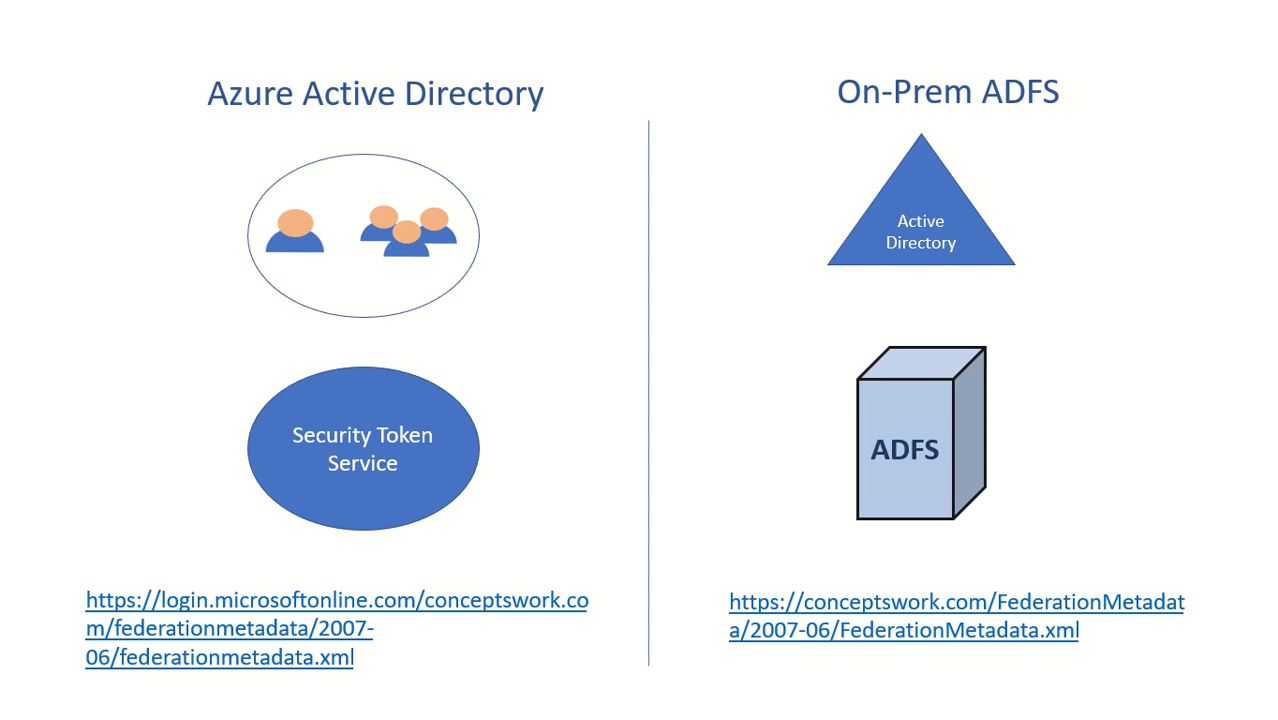 Azure Active Directory
Security Token
Service
https://login.microsoftonline.com/conceptswork.co
m/federationmetadata/2007-
06/federationmetadata.xml
On-Prem ADFS
Active
Directory
ADFS
https://conceptswork.com/FederationMetadat
a/2007-06/FederationMetadata.xml